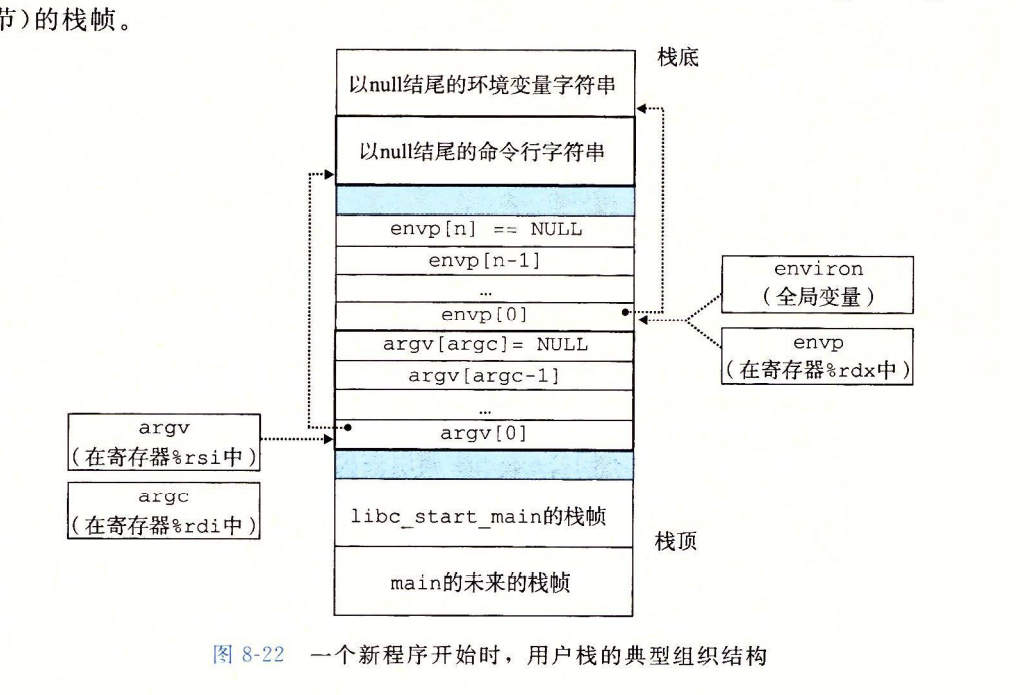 节)的栈帧。
栈底
以null结尾的环境变量字符串
以null结尾的命令行字符串
envp[n] == NULL
envp[n-1]
…
envp[0]
environ
(全局变量)
argv[argc]= NULL
envp
(在寄存器%rdx中)
argv[argc-1]
…
argv[0]
argv
(在寄存器%rsi中)
argc
(在寄存器%rdi中)
libc_start_main的栈帧
栈顶
main的未来的栈帧
图 8-22 一个新程序开始时，用户栈的典型组织结构